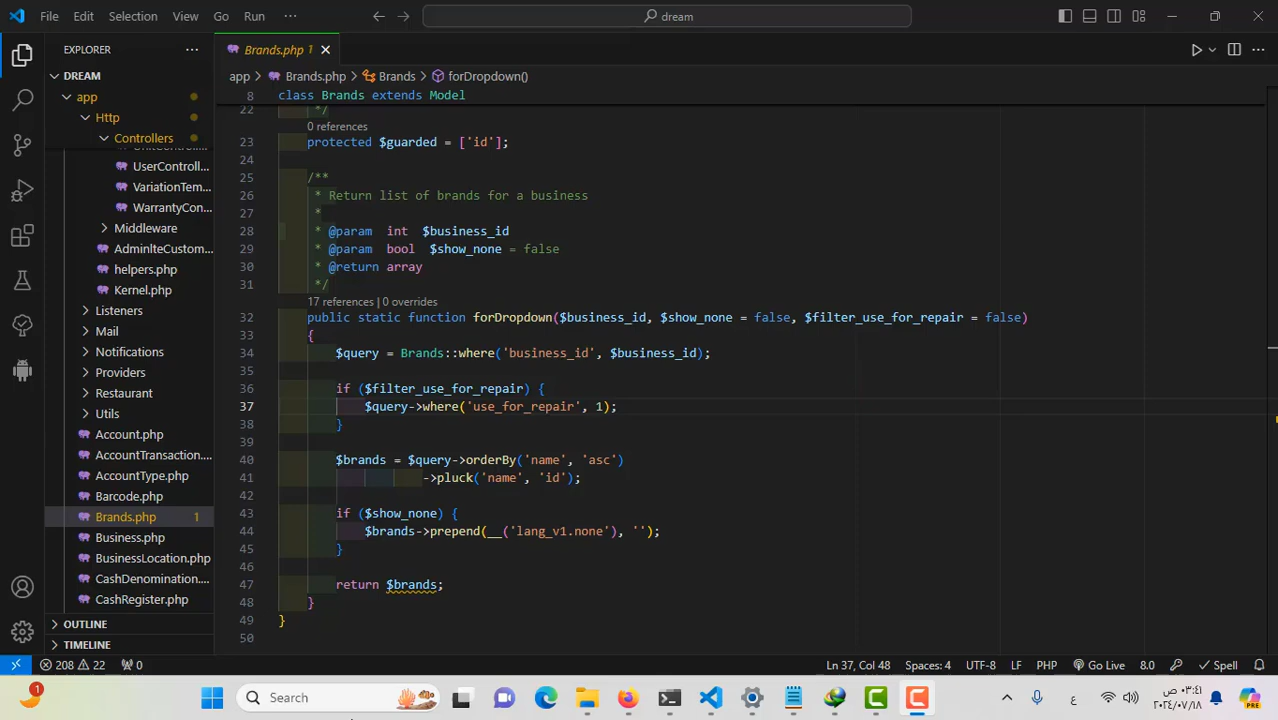 File Edit Selection View Go Run ··· dream
EXPLORER ···
Brands.php 1
DREAM
app > Brands.php > Brands > forDropdown()
app
8 class Brands extends Model
Http
22 */
Controllers
0 references
23 protected $guarded = ['id'];
24
UserControll...
25 /**
VariationTem...
26 * Return list of brands for a business
WarrantyCon...
27 *
Middleware
28 * @param int $business_id
AdminlteCustom...
29 * @param bool $show_none = false
helpers.php
30 * @return array
Kernel.php
31 */
17 references | 0 overrides
Listeners
32 public static function forDropdown($business_id, $show_none = false, $filter_use_for_repair = false)
Mail
33 {
Notifications
34 $query = Brands::where('business_id', $business_id);
Providers
35
Restaurant
36 if ($filter_use_for_repair) {
Utils
37 $query->where('use_for_repair', 1);
Account.php
38 }
39
AccountTransaction....
40 $brands = $query->orderBy('name', 'asc')
AccountType.php
41 ->pluck('name', 'id');
Barcode.php
42
Brands.php 1
43 if ($show_none) {
Business.php
44 $brands->prepend(__('lang_v1.none'), '');
BusinessLocation.php
45 }
46
CashDenomination....
47 return $brands;
CashRegister.php
48 }
OUTLINE
49 }
TIMELINE
50
208 22 0 Ln 37, Col 48 Spaces: 4 UTF-8 LF PHP Go Live 8.0 Spell
1 Search ع ٠٣:٤١ ص PRE